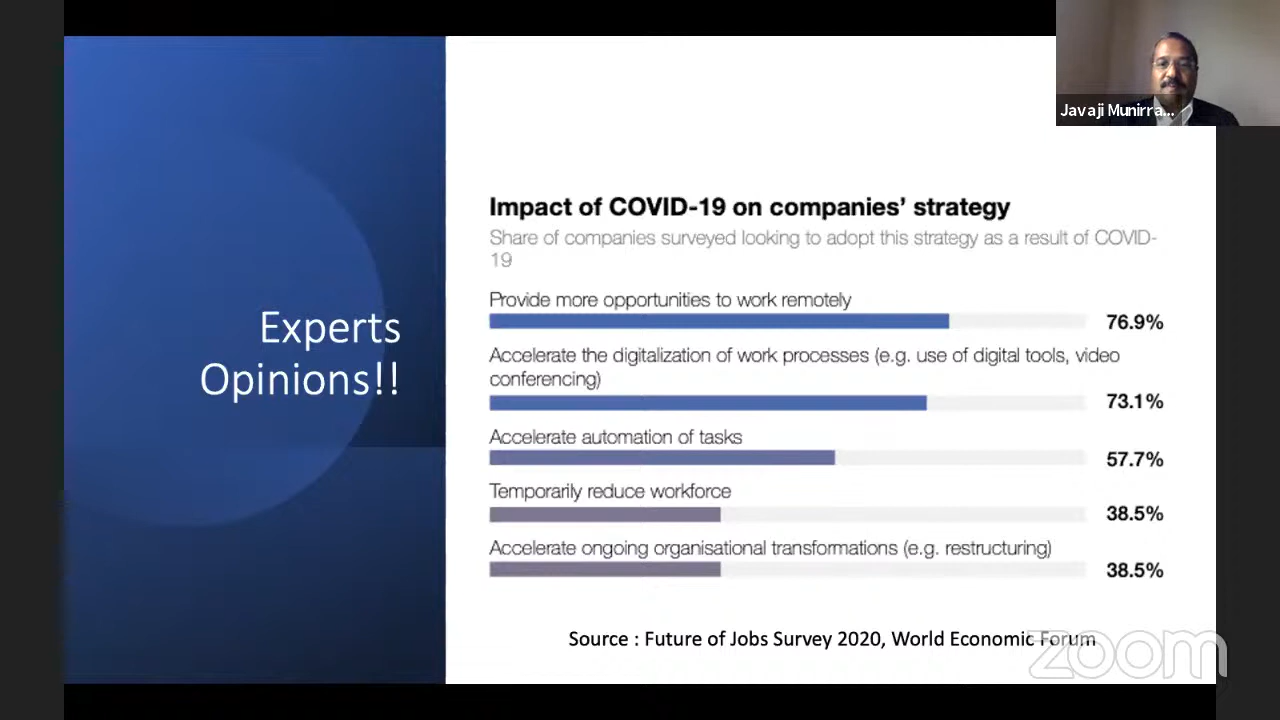 Javaji Munirra...
Experts
Opinions!!
Impact of COVID-19 on companies’ strategy
Share of companies surveyed looking to adopt this strategy as a result of COVID-
19
Provide more opportunities to work remotely
76.9%
Accelerate the digitalization of work processes (e.g. use of digital tools, video
conferencing)
73.1%
Accelerate automation of tasks
57.7%
Temporarily reduce workforce
38.5%
Accelerate ongoing organisational transformations (e.g. restructuring)
38.5%
Source : Future of Jobs Survey 2020, World Economic Forum
zoom